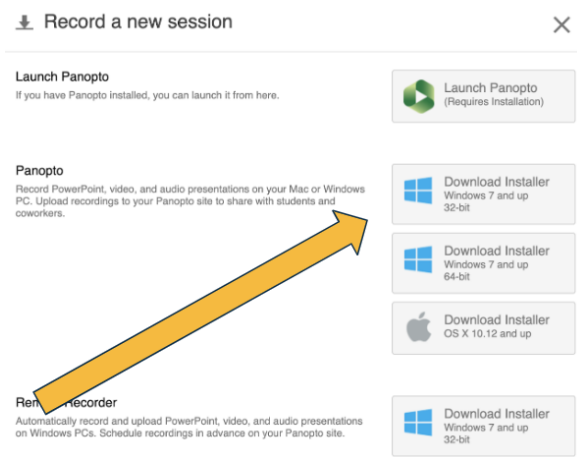 Record a new session
Launch Panopto
If you have Panopto installed, you can launch it from here.
Launch Panopto
(Requires Installation)
Panopto
Record PowerPoint, video, and audio presentations on your Mac or Windows
PC. Upload recordings to your Panopto site to share with students and
coworkers.
Download Installer
Windows 7 and up
32-bit
Download Installer
Windows 7 and up
64-bit
Download Installer
OS X 10.12 and up
Recorder
Automatically record and upload PowerPoint, video, and audio presentations
on Windows PCs. Schedule recordings in advance on your Panopto site.
Download Installer
Windows 7 and up
32-bit